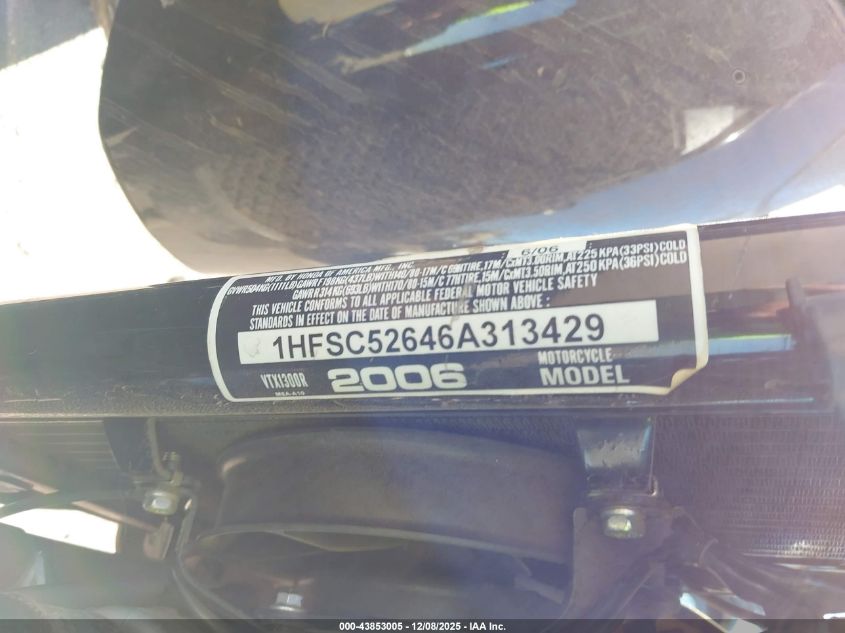 MFD. BY HONDA OF AMERICA MFG., INC. 6/06
THIS VEHICLE CONFORMS TO ALL APPLICABLE FEDERAL MOTOR VEHICLE SAFETY
STANDARDS IN EFFECT ON THE DATE OF MANUFACTURE SHOWN ABOVE:
1HFSC52646A313429
VTX1300R 2006 MOTORCYCLE
MODEL
MEA-A10
000-43853005 - 12/08/2025 - IAA Inc.